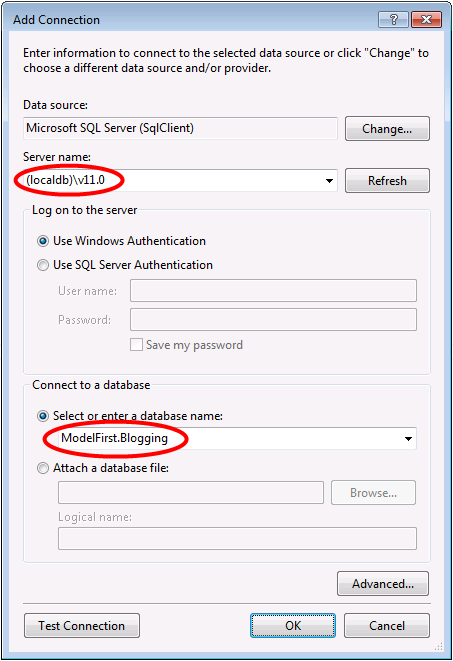 Add Connection
Enter information to connect to the selected data source or click "Change" to
choose a different data source and/or provider.
Data source:
Microsoft SQL Server (SqlClient)
Change...
Server name:
(localdb)\v11.0
Refresh
Log on to the server
Use Windows Authentication
Use SQL Server Authentication
User name:
Password:
Save my password
Connect to a database
Select or enter a database name:
ModelFirst.Blogging
Attach a database file:
Browse...
Logical name:
Advanced...
Test Connection
OK
Cancel